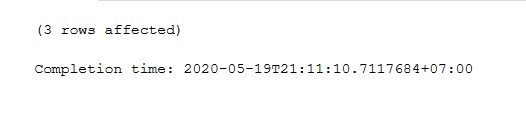 (3 rows affected)
Completion time: 2020-05-19T21:11:10.7117684+07:00